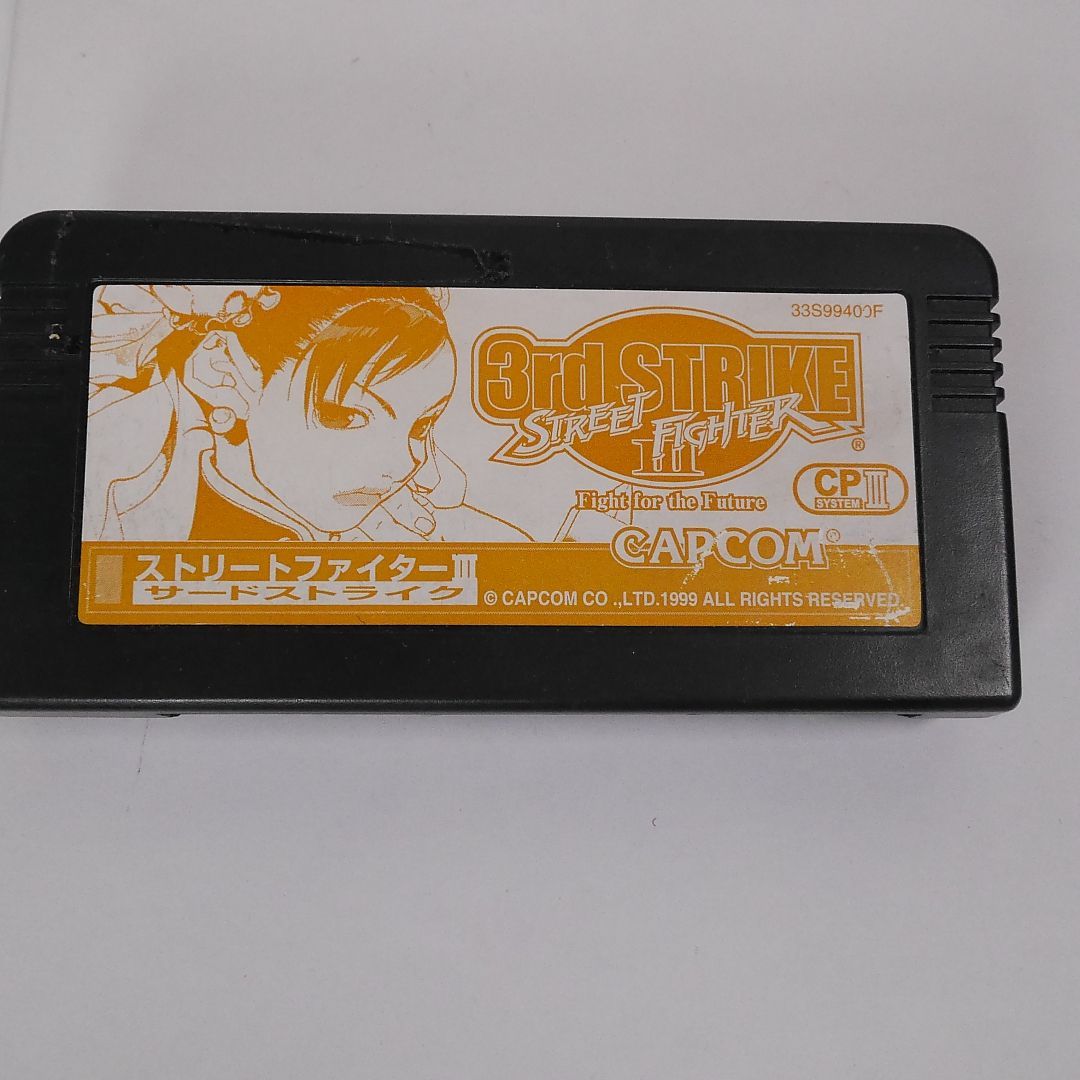 33S99400F
3rd STRIKE
STREET FIGHTER
III
®
Fight for the Future
CP SYSTEM III
CAPCOM®
ストリートファイターIII
サードストライク
© CAPCOM CO .,LTD.1999 ALL RIGHTS RESERVED